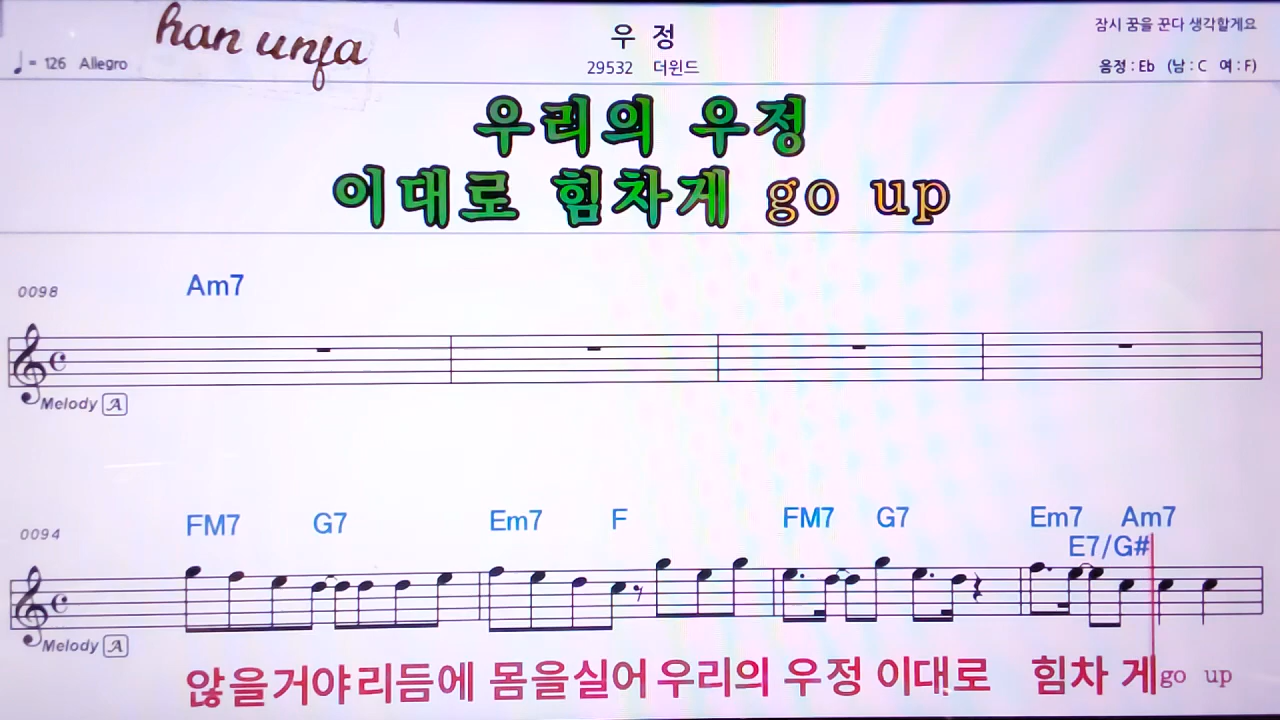 han unfa
우 정
잠시 꿈을 꾼다 생각할게요
♩= 126 Allegro
29532 더윈드
음정 : Eb (남 : C 여 : F)
우리의 우정
이대로 힘차게 go up
0098
Am7
Melody A
0094
FM7 G7 Em7 F FM7 G7 Em7 Am7
E7/G#
Melody A
않을거야리듬에 몸을실어 우리의 우정 이대로 힘차 게 go up